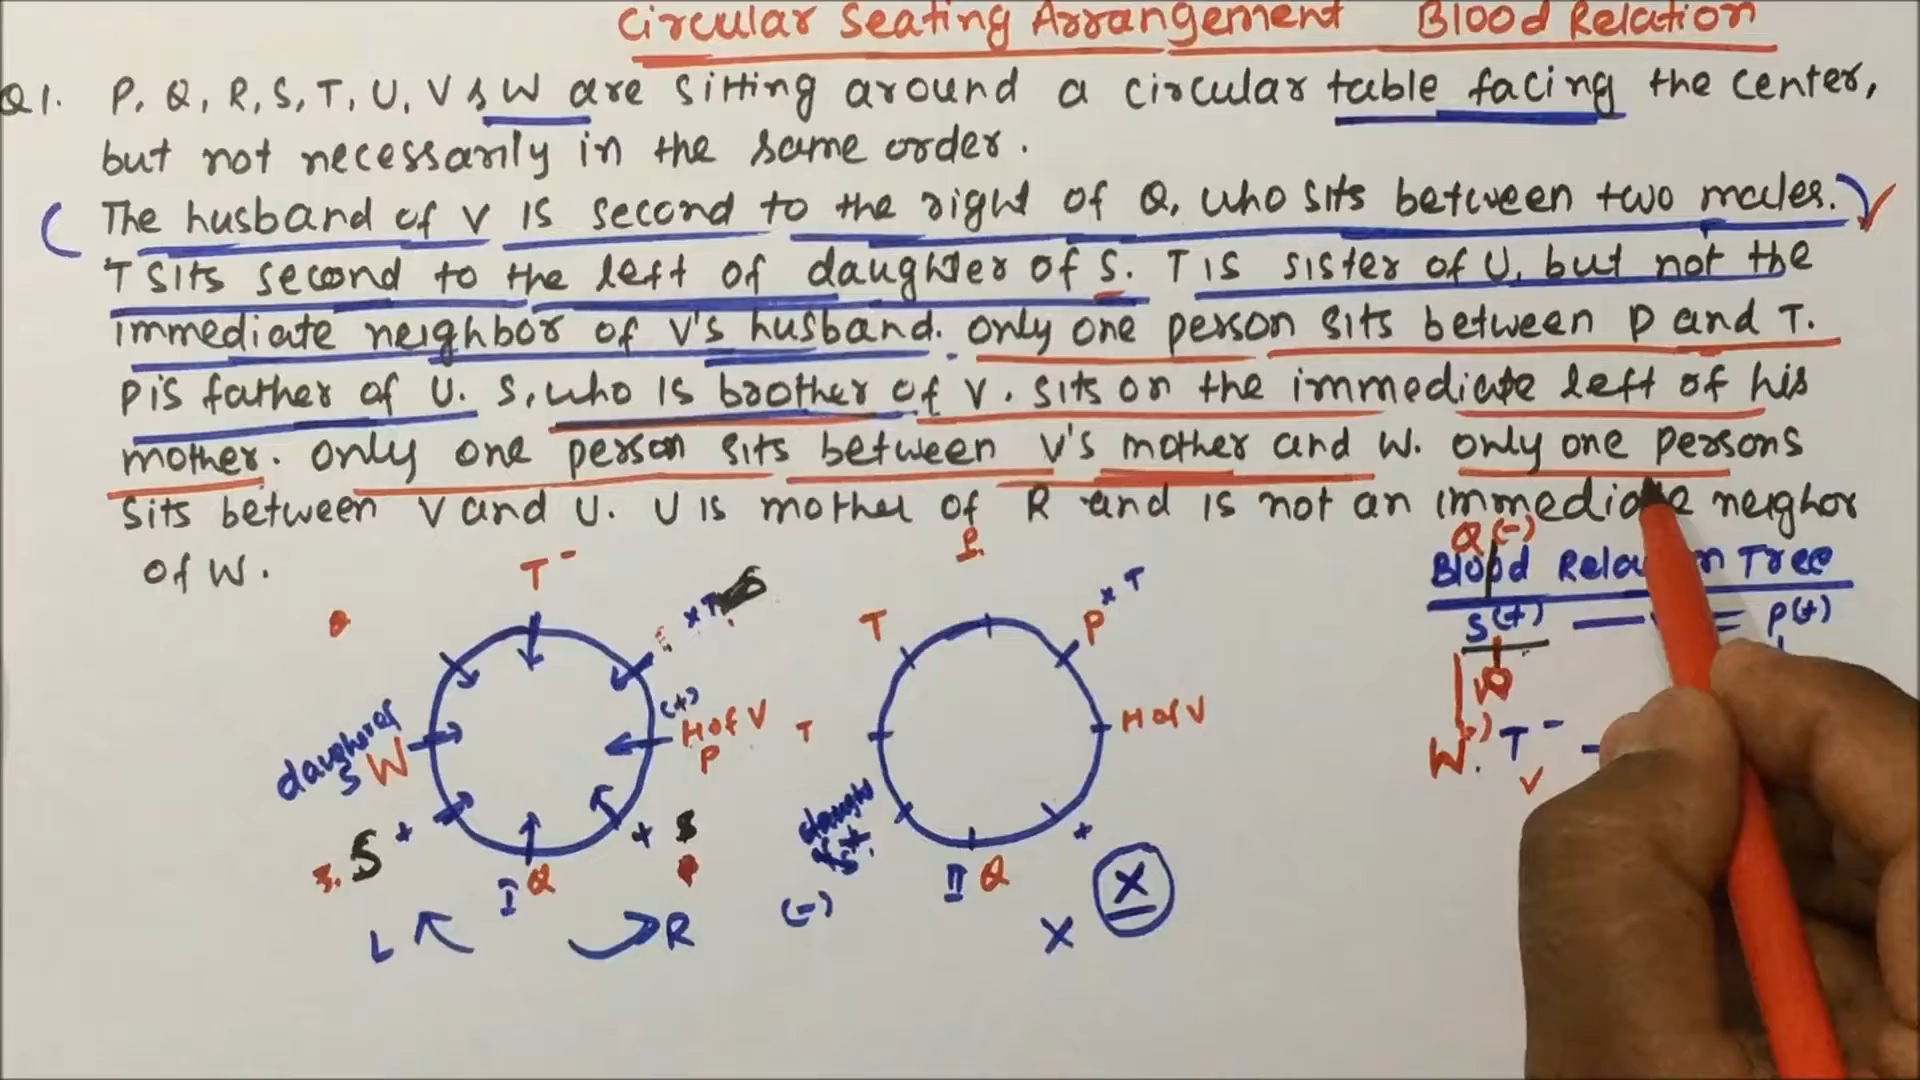 Circular Seating Arrangement Blood Relation
Q1. P, Q, R, S, T, U, V & W are sitting around a circular table facing the center,
but not necessarily in the same order.
(The husband of V is second to the right of Q, who sits between two males.)
T sits second to the left of daughter of S. T is sister of U, but not the
immediate neighbor of V's husband. Only one person sits between P and T.
P is father of U. S, who is brother of V. sits on the immediate left of his
mother. Only one person sits between V's mother and W. Only one persons
sits between V and U. U is mother of R and is not an immediate neighor
of W.
T -
P.
Q (-)
Blood Tree
x T
T
P x T
S(+) — = P(+)
daughter of S W
(+) H of V P
T
H of V
W. T -
S +
+ S
daughter of S
+
I Q
II Q
X
(-)
L R
X